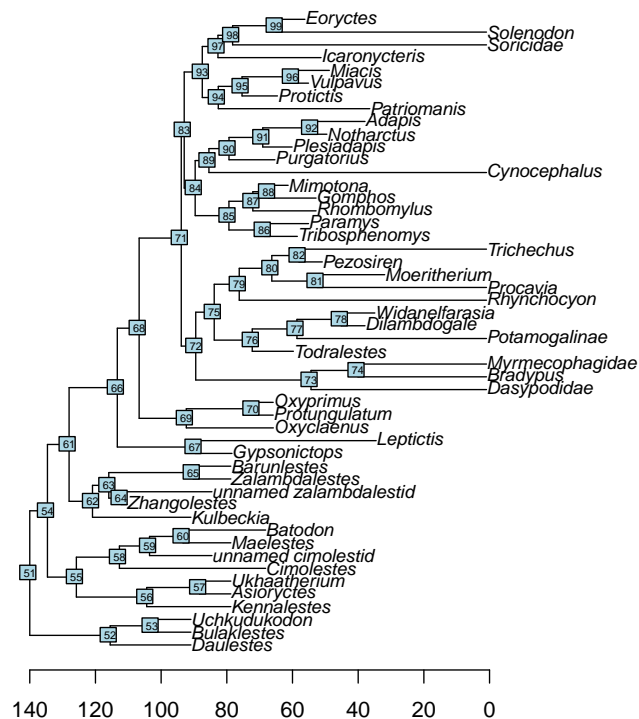 Eoryctes
99
Solenodon
98
Soricidae
97
Icaronycteris
93
Miacis
96
Vulpavus
95
Protictis
94
Patriomanis
Adapis
92
Notharctus
83
91
Plesiadapis
90
Purgatorius
89
Cynocephalus
84
Mimotona
88
Gomphos
87
Rhombomylus
85
Paramys
86
Tribosphenomys
71
Trichechus
82
Pezosiren
80
Moeritherium
81
79
Procavia
Rhynchocyon
75
Widanelfarasia
78
Dilambdogale
77
68
Potamogalinae
76
72
Todralestes
Myrmecophagidae
74
Bradypus
73
Dasypodidae
66
Oxyprimus
70
Protungulatum
69
Oxyclaenus
Leptictis
67
61
Gypsonictops
Barunlestes
65
Zalambdalestes
63
unnamed zalambdalestid
64
62
Zhangolestes
54
Kulbeckia
Batodon
60
Maelestes
59
unnamed cimolestid
58
Cimolestes
51
55
Ukhaatherium
57
Asioryctes
56
Kennalestes
Uchkudukodon
53
Bulaklestes
52
Daulestes
140 120 100 80 60 40 20 0